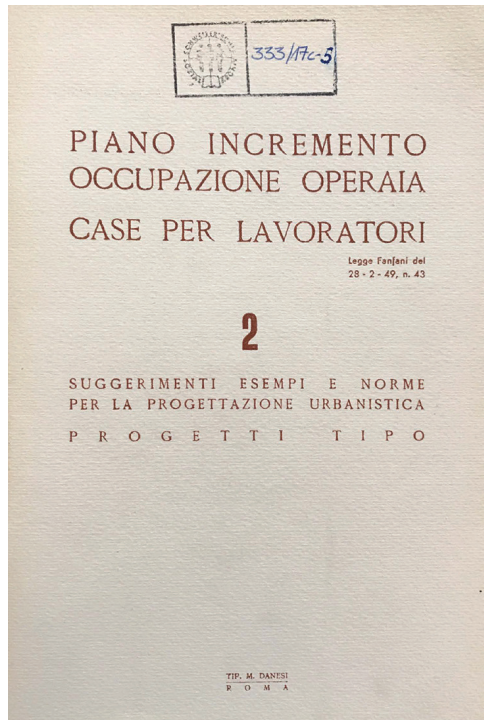 333/17c-5
PIANO INCREMENTO
OCCUPAZIONE OPERAIA
CASE PER LAVORATORI
Legge Fanfani del
28 - 2 - 49, n. 43
2
SUGGERIMENTI ESEMPI E NORME
PER LA PROGETTAZIONE URBANISTICA
PROGETTI TIPO
TIP. M. DANESI
ROMA